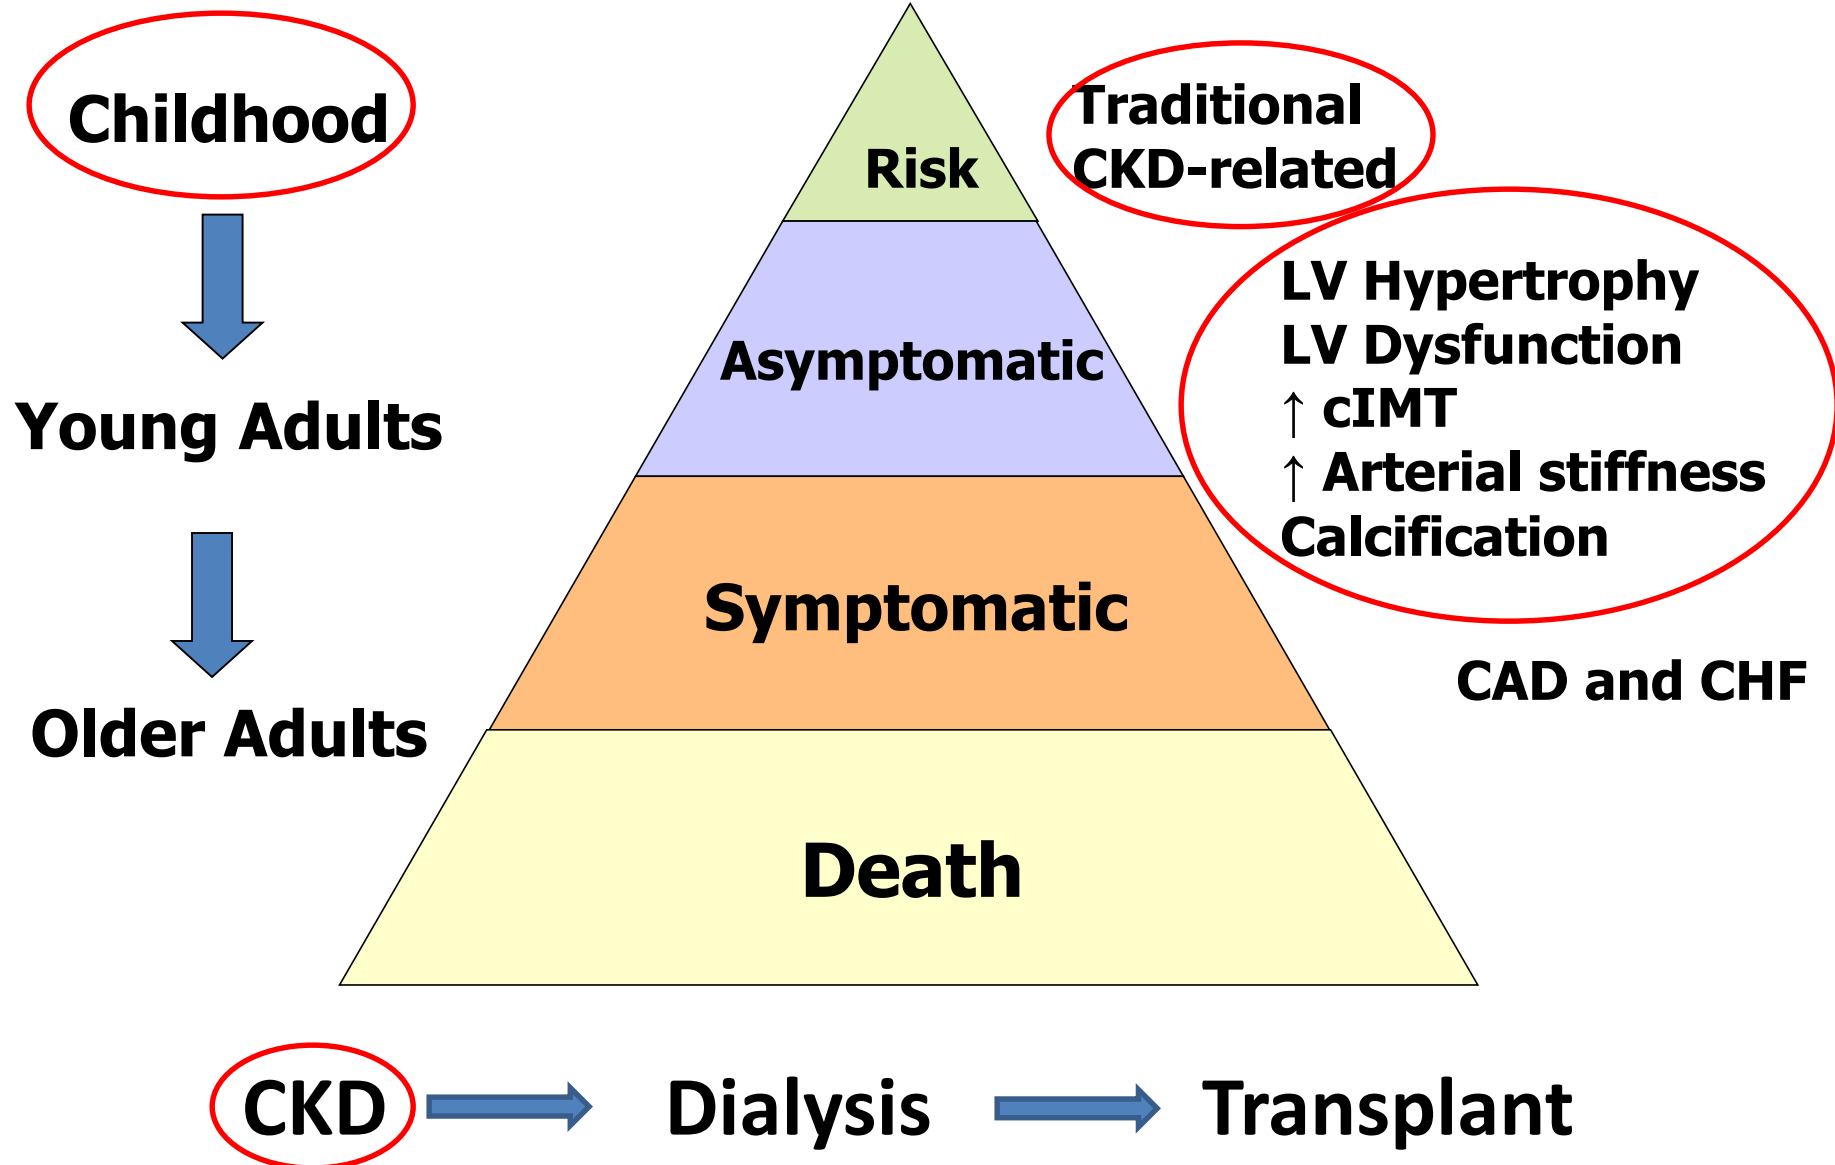 Childhood
Young Adults
Older Adults
Risk
Asymptomatic
Symptomatic
Death
Traditional
CKD-related
LV Hypertrophy
LV Dysfunction
↑ cIMT
↑ Arterial stiffness
Calcification
CAD and CHF
CKD
Dialysis
Transplant